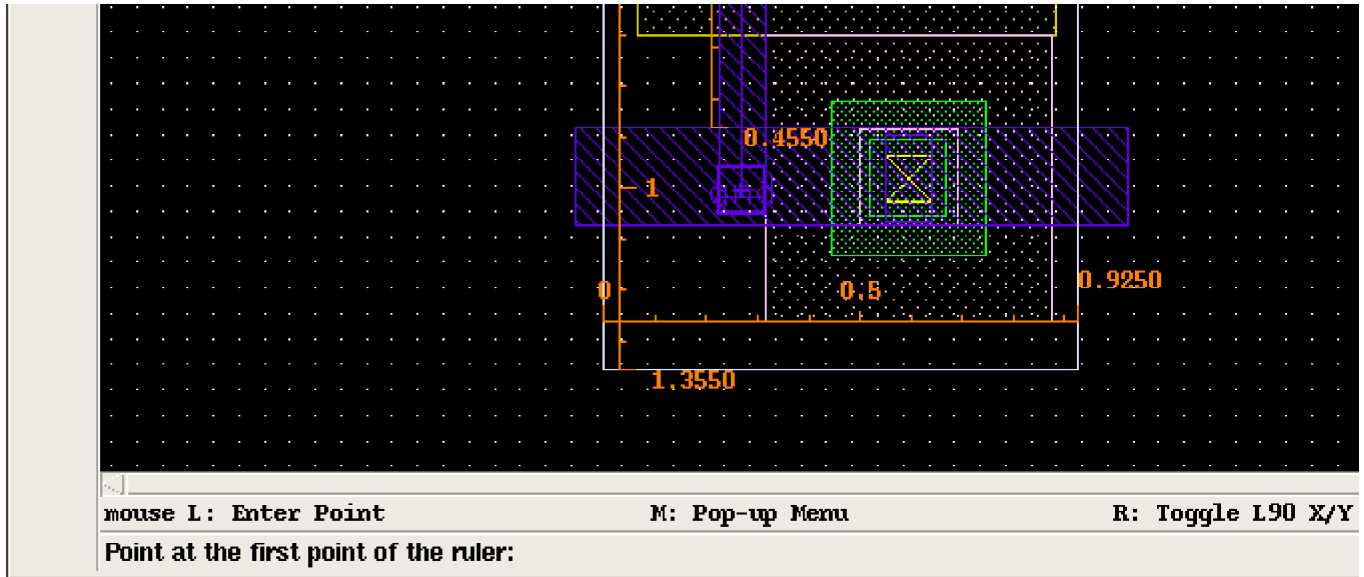 0.4550
1
0 0.5 0.9250
1.3550
mouse L: Enter Point M: Pop-up Menu R: Toggle L90 X/Y
Point at the first point of the ruler: